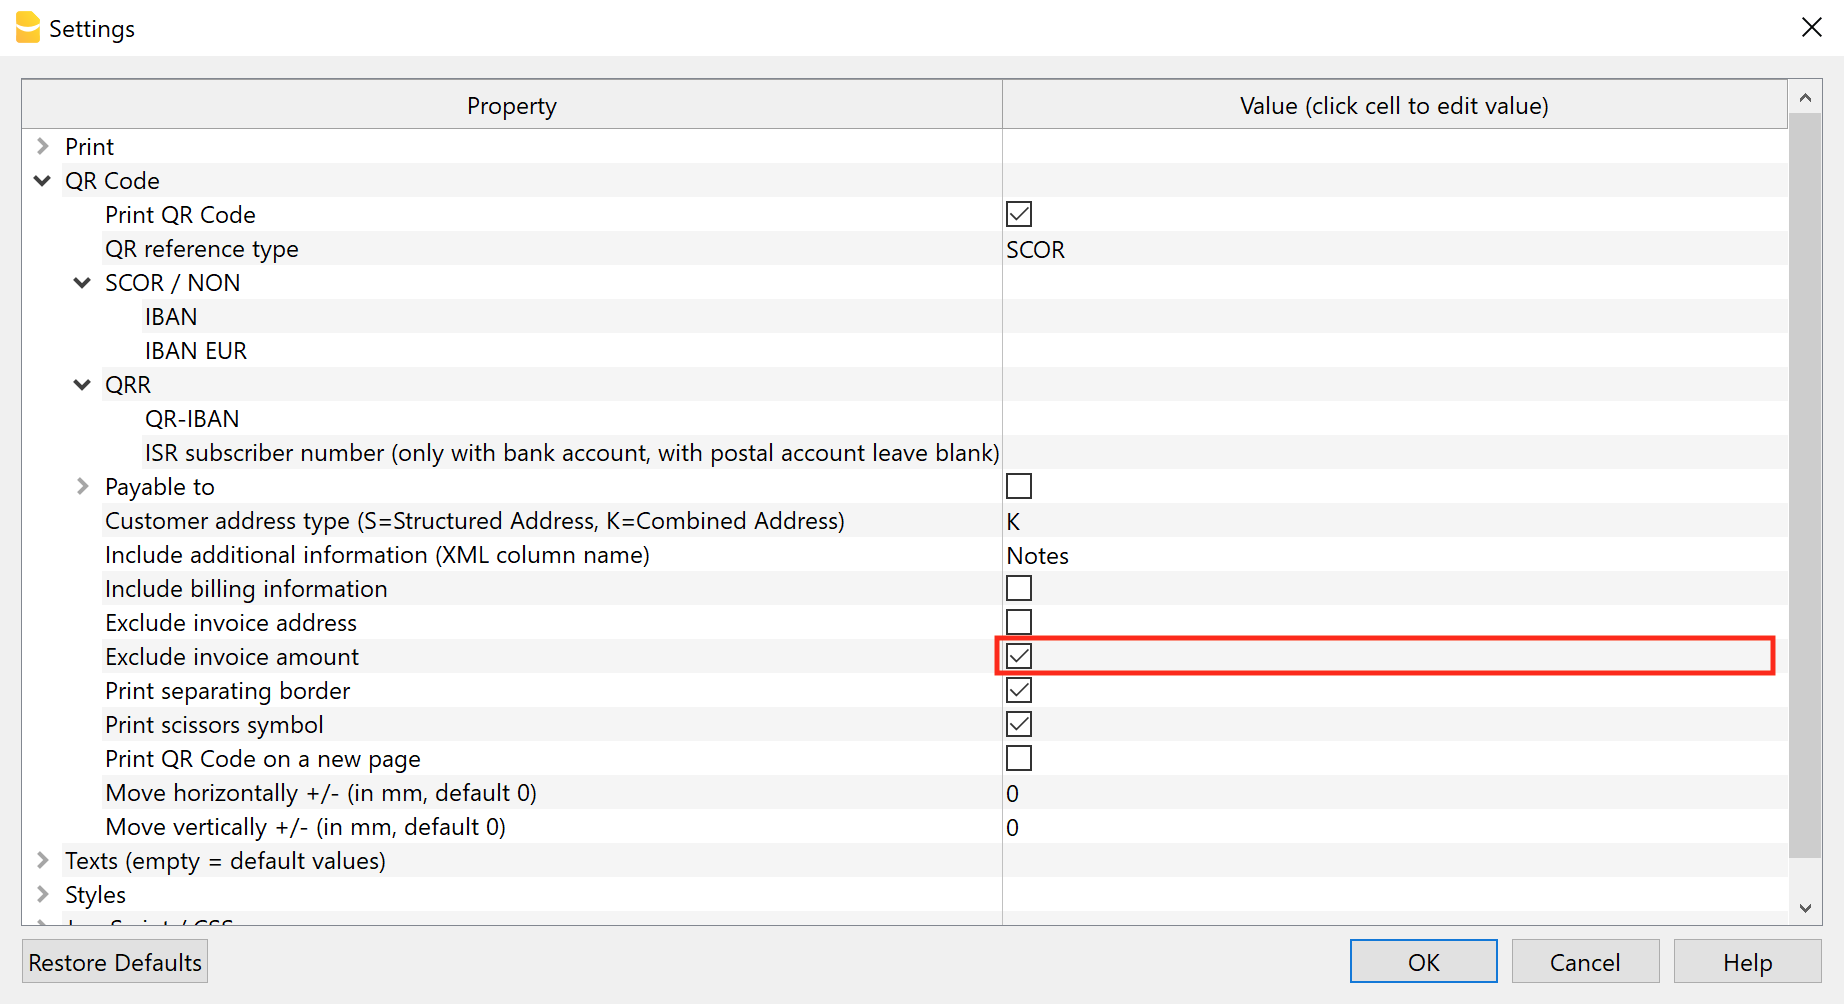 Settings
Property Value (click cell to edit value)
Print
QR Code
Print QR Code
QR reference type SCOR
SCOR / NON
IBAN
IBAN EUR
QRR
QR-IBAN
ISR subscriber number (only with bank account, with postal account leave blank)
Payable to
Customer address type (S=Structured Address, K=Combined Address) K
Include additional information (XML column name) Notes
Include billing information
Exclude invoice address
Exclude invoice amount
Print separating border
Print scissors symbol
Print QR Code on a new page
Move horizontally +/- (in mm, default 0) 0
Move vertically +/- (in mm, default 0) 0
Texts (empty = default values)
Styles
JavaScript / CSS
Restore Defaults OK Cancel Help